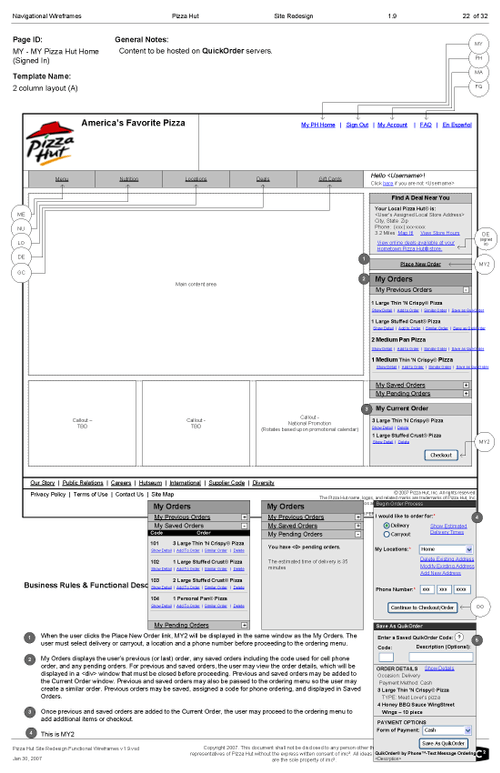 Navigational Wireframes Pizza Hut Site Redesign 1.9 22 of 32
Page ID:
MY - MY Pizza Hut Home
(Signed In)
Template Name:
2 column layout (A)
General Notes:
Content to be hosted on QuickOrder servers.
MY
PH
MA
FQ
America's Favorite Pizza
Pizza
Hut
My PH Home | Sign Out | My Account | FAQ | En Español
Menu Nutrition Locations Deals Gift Cards
Hello <Username>!
Click here if you are not <Username>
ME
NU
LO
DE
GC
Find A Deal Near You
Your Local Pizza Hut® is:
<User's Assigned Local Store Address>
City, State Zip
Phone: (xxx) xxx-xxxx
3.2 Miles Map It! View Store Hours
View online deals available at your
hometown Pizza Hut® store.
DE
(signed
in)
1
Place New Order
MY2
Main content area
2
My Orders
My Previous Orders -
1 Large Thin 'N Crispy® Pizza
Show Detail | Add to Order | Similar Order | Save as QuikOrder
1 Large Stuffed Crust® Pizza
Show Detail | Add to Order | Similar Order | Save as QuikOrder
2 Medium Pan Pizza
Show Detail | Add to Order | Similar Order | Save as QuikOrder
1 Medium Thin 'N Crispy® Pizza
Show Detail | Add to Order | Similar Order | Save as QuikOrder
My Saved Orders +
My Pending Orders +
Callout –
TBD
Callout -
TBD
Callout -
National Promotion
(Rotates based upon promotional calendar)
3
My Current Order
3 Large Thin 'N Crispy® Pizza
Show Detail | Delete
1 Large Stuffed Crust® Pizza
Show Detail | Delete
Checkout
MY2
Our Story | Public Relations | Careers | Hutseum | International | Supplier Code | Diversity
Privacy Policy | Terms of Use | Contact Us | Site Map
© 2007 Pizza Hut, Inc. All rights reserved.
The Pizza Hut name, logos, and related marks are trademarks of Pizza Hut, Inc.
My Orders
My Previous Orders +
My Saved Orders -
Code Order
101 3 Large Thin 'N Crispy® Pizza
Show Detail | Add To Order | Similar Order | Delete
102 1 Large Stuffed Crust® Pizza
Show Detail | Add To Order | Similar Order | Delete
103 2 Large Stuffed Crust® Pizza
Show Detail | Add To Order | Similar Order | Delete
104 1 Personal Pan® Pizza
Show Detail | Add To Order | Similar Order | Delete
My Pending Orders +
My Orders
My Previous Orders +
My Saved Orders +
My Pending Orders -
You have <#> pending orders.
The estimated time of delivery is 35
minutes
Begin Order Process
4
I would like to order for:*
Delivery
Carryout
Show Estimated
Delivery Times
My Locations:* Home
Delete Existing Address
Modify Existing Address
Add New Address
Phone Number:* xxx xxx xxxx
Continue to Checkout/Order
Save As QuikOrder
5
Enter a Saved QuikOrder Code: ?
Code: Description (Optional):
ORDER DETAILS Show Details
Occasion: Delivery
Payment Method: Cash
3 Large Thin 'N Crispy® Pizza
TYPE: Meat Lover's pizza
4 Honey BBQ Sauce WingStreet
Wings – 10 piece
PAYMENT OPTIONS
Form of Payment: Cash
Save As QuikOrder
Business Rules & Functional Desc
1 When the user clicks the Place New Order link, MY2 will be displayed in the same window as the My Orders. The
user must select delivery or carryout, a location and a phone number before proceeding to the ordering menu.
2 My Orders displays the user's previous (or last) order, any saved orders including the code used for cell phone
order, and any pending orders. For previous and saved orders, the user may view the order details, which will be
displayed in a <div> window that must be closed before proceeding. Previous and saved orders may be added to
the Current Order window. Previous and saved orders may also be passed to the ordering menu so the user may
create a similar order. Previous orders may be saved, assigned a code for phone ordering, and displayed in Saved
Orders.
3 Once previous and saved orders are added to the Current Order, the user may proceed to the ordering menu to
add additional items or checkout.
4 This is MY2
Pizza Hut Site Redesign Functional Wireframes v1.9.vsd
Jan 30, 2007
Copyright 2007. This document shall not be disclosed to any person other
representatives of Pizza Hut without the express written consent of
are the sole property of